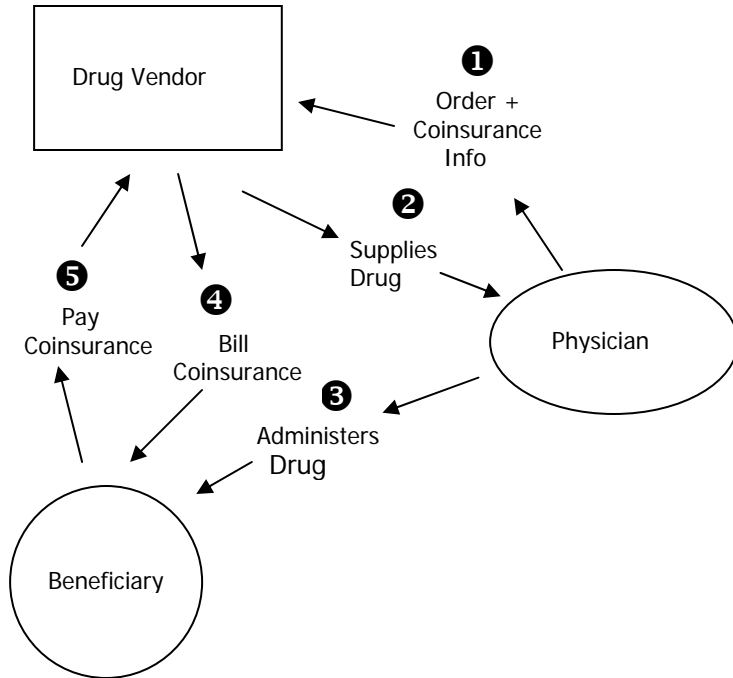 Drug Vendor
❶
Order +
Coinsurance
Info
❷
Supplies
Drug
❺
Pay
Coinsurance
❹
Bill
Coinsurance
Physician
❸
Administers
Drug
Beneficiary